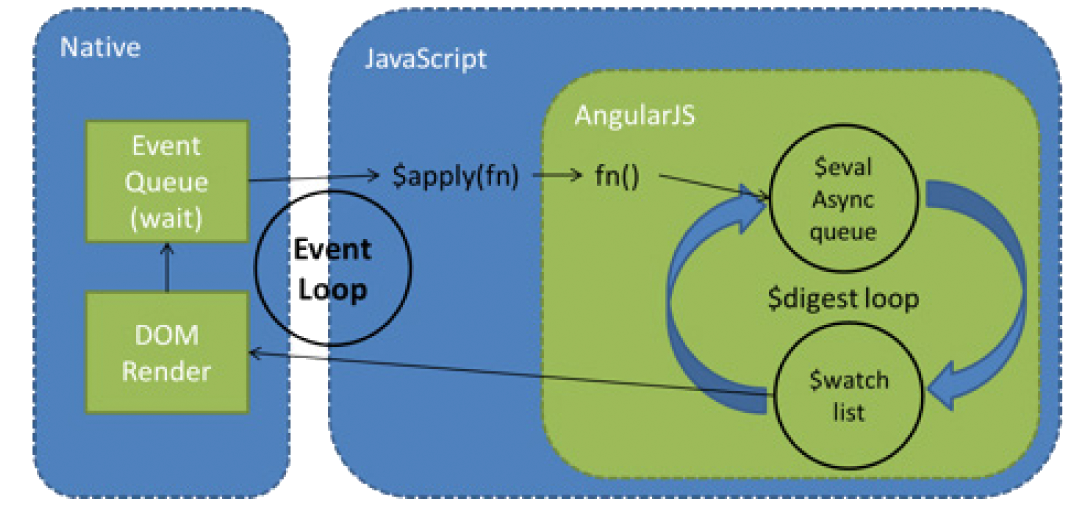 Native
JavaScript
AngularJS
Event
Queue
(wait)
$apply(fn)
fn()
$eval
Async
queue
Event
Loop
$digest loop
DOM
Render
$watch
list